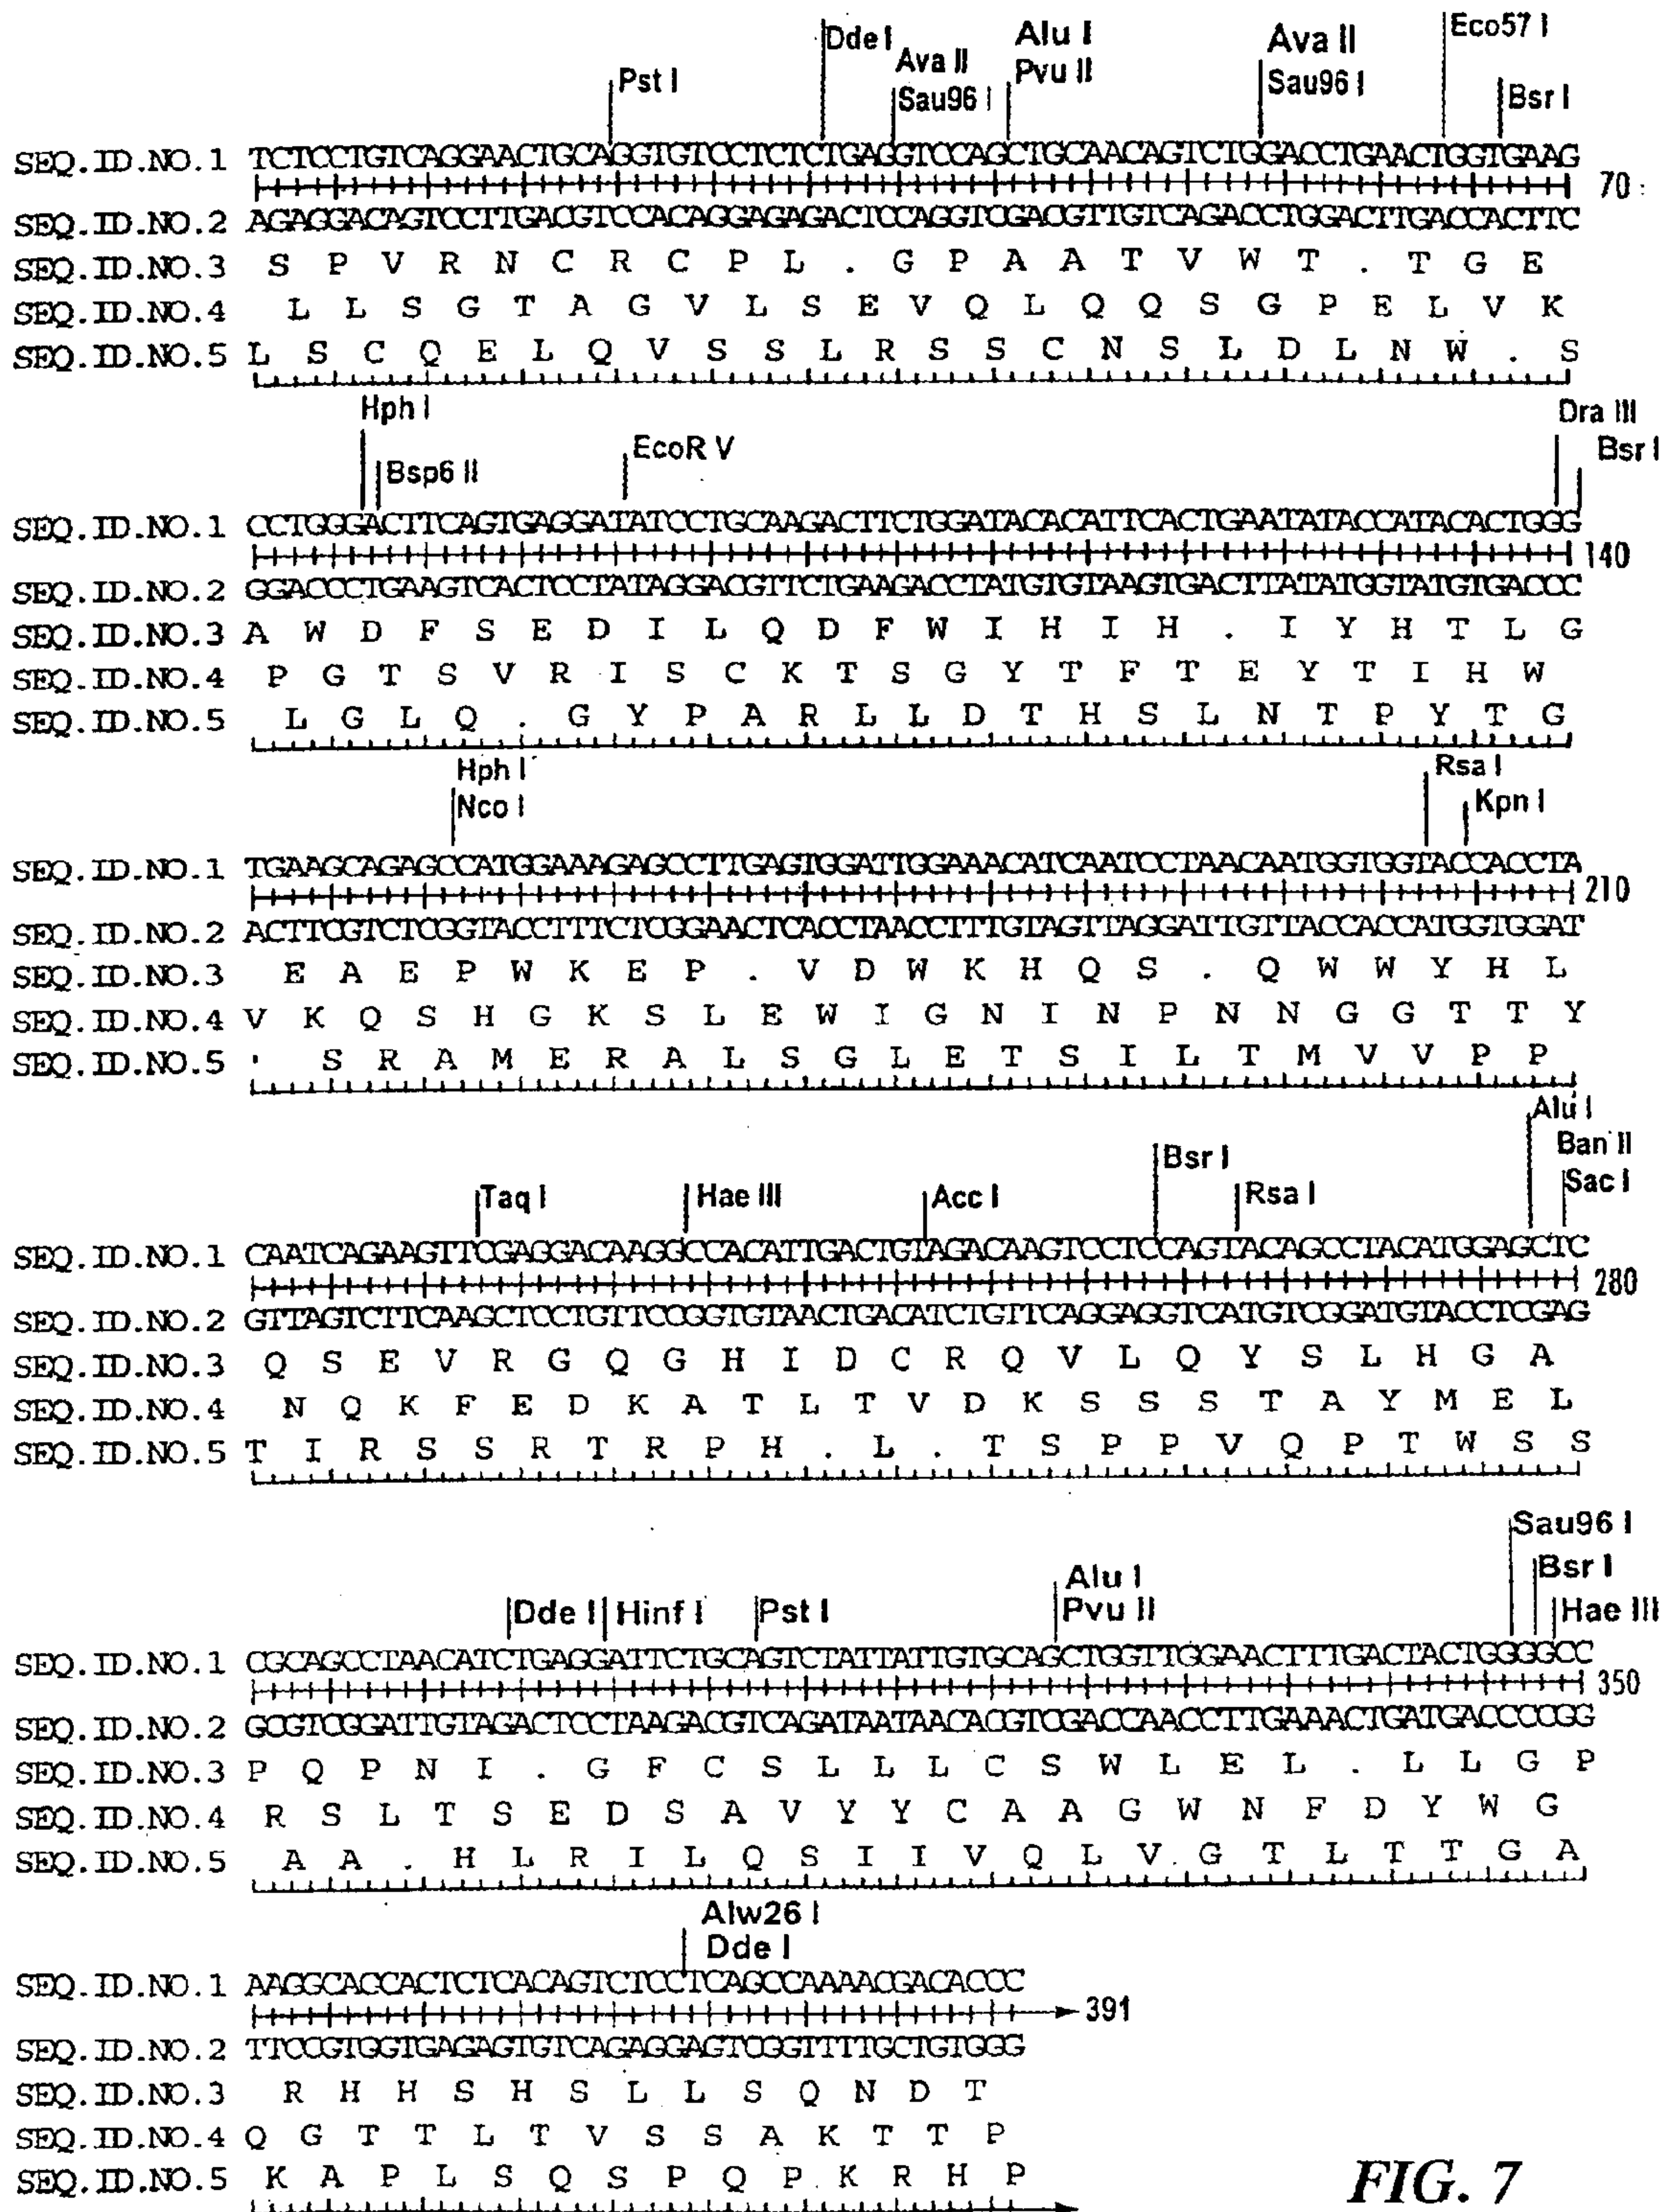 Dde I Alu I Ava II Eco57 I
Pst I Ava II Pvu II Sau96 I Bsr I
Sau96 I
SEQ.ID.NO.1 TCTCCTGTCAGGAACTGCAGGTGTCCTCTCTGAGGTCCAGCTGCAACAGTCTGGACCTGAACTGGTGAAG
70
SEQ.ID.NO.2 AGAGGACAGTCCTTGACGTCCACAGGAGAGACTCCAGGTCGACGTTGTCAGACCTGGACTTGACCACTTC
SEQ.ID.NO.3 S P V R N C R C P L . G P A A T V W T . T G E
SEQ.ID.NO.4 L L S G T A G V L S E V Q L Q Q S G P E L V K
SEQ.ID.NO.5 L S C Q E L Q V S S L R S S C N S L D L N W . S
Hph I Dra III
Bsp6 II EcoR V Bsr I
SEQ.ID.NO.1 CCTGGGACTTCAGTGAGGATATCCTGCAAGACTTCTGGATACACATTCACTGAATATACCATACACTGGG
140
SEQ.ID.NO.2 GGACCCTGAAGTCACTCCTATAGGACGTTCTGAAGACCTATGTGTAAGTGACTTATATGGTATGTGACCC
SEQ.ID.NO.3 A W D F S E D I L Q D F W I H I H . I Y H T L G
SEQ.ID.NO.4 P G T S V R I S C K T S G Y T F T E Y T I H W
SEQ.ID.NO.5 L G L Q . G Y P A R L L D T H S L N T P Y T G
Hph I Rsa I
Nco I Kpn I
SEQ.ID.NO.1 TGAAGCAGAGCCATGGAAAGAGCCTTGAGTGGATTGGAAACATCAATCCTAACAATGGTGGTACCACCTA
210
SEQ.ID.NO.2 ACTTCGTCTCGGTACCTTTCTCGGAACTCACCTAACCTTTGTAGTTAGGATTGTTACCACCATGGTGGAT
SEQ.ID.NO.3 E A E P W K E P . V D W K H Q S . Q W W Y H L
SEQ.ID.NO.4 V K Q S H G K S L E W I G N I N P N N G G T T Y
SEQ.ID.NO.5 . S R A M E R A L S G L E T S I L T M V V P P
Alu I
Bsr I Ban II
Taq I Hae III Acc I Rsa I Sac I
SEQ.ID.NO.1 CAATCAGAAGTTCGAGGACAAGGCCACATTGACTGTAGACAAGTCCTCCAGTACAGCCTACATGGAGCTC
280
SEQ.ID.NO.2 GTTAGTCTTCAAGCTCCTGTTCCGGTGTAACTGACATCTGTTCAGGAGGTCATGTCGGATGTACCTCGAG
SEQ.ID.NO.3 Q S E V R G Q G H I D C R Q V L Q Y S L H G A
SEQ.ID.NO.4 N Q K F E D K A T L T V D K S S S T A Y M E L
SEQ.ID.NO.5 T I R S S R T R P H . L . T S P P V Q P T W S S
Sau96 I
Alu I Bsr I
Dde I Hinf I Pst I Pvu II Hae III
SEQ.ID.NO.1 CGCAGCCTAACATCTGAGGATTCTGCAGTCTATTATTGTGCAGCTGGTTGGAACTTTGACTACTGGGGCC
350
SEQ.ID.NO.2 GCGTCGGATTGTAGACTCCTAAGACGTCAGATAATAACACGTCGACCAACCTTGAAACTGATGACCCCGG
SEQ.ID.NO.3 P Q P N I . G F C S L L L C S W L E L . L L G P
SEQ.ID.NO.4 R S L T S E D S A V Y Y C A A G W N F D Y W G
SEQ.ID.NO.5 A A . H L R I L Q S I I V Q L V G T L T T G A
Alw26 I
Dde I
SEQ.ID.NO.1 AAGGCACCACTCTCACAGTCTCCTCAGCCAAAACGACACCC
391
SEQ.ID.NO.2 TTCCGTGGTGAGAGTGTCAGAGGAGTCGGTTTTGCTGTGGG
SEQ.ID.NO.3 R H H S H S L L S Q N D T
SEQ.ID.NO.4 Q G T T L T V S S A K T T P
SEQ.ID.NO.5 K A P L S Q S P Q P K R H P
FIG. 7